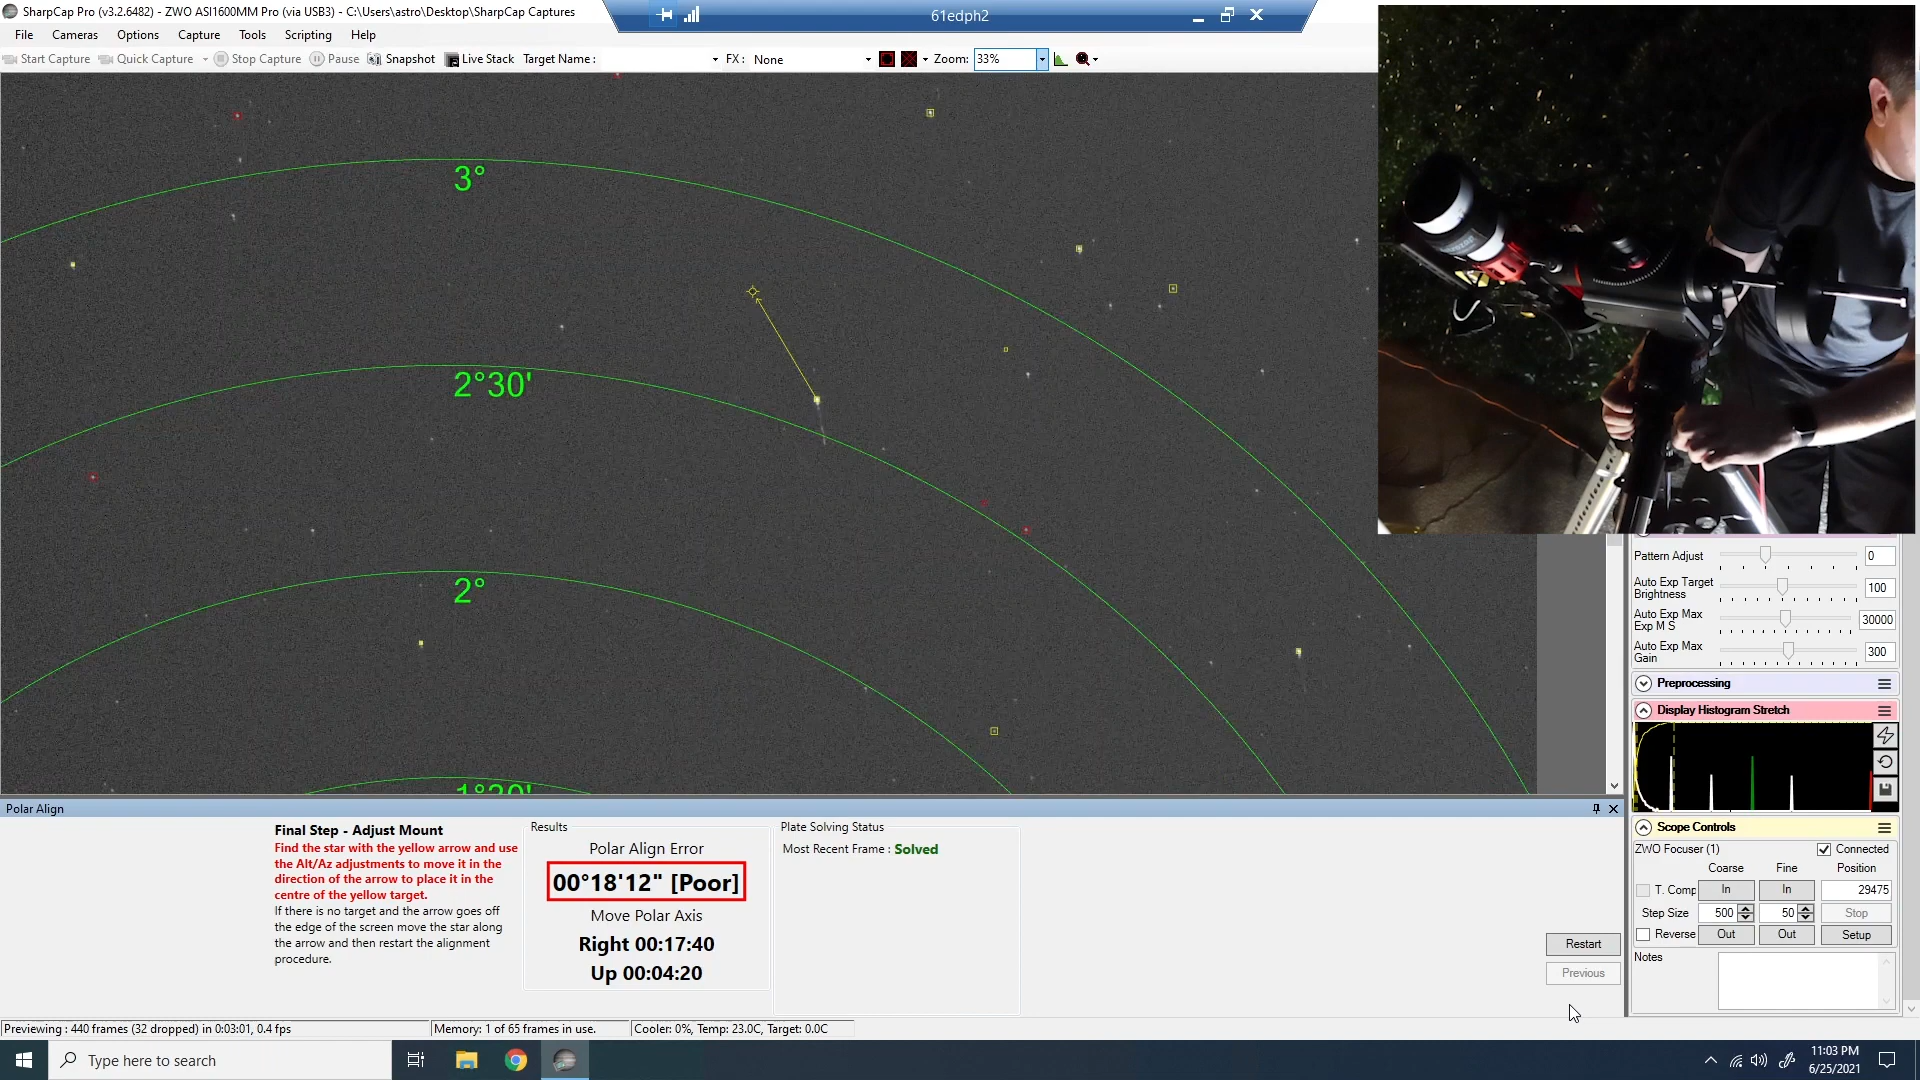 SharpCap Pro (v3.2.6482) - ZWO ASI1600MM Pro (via USB3) - C:\Users\astro\Desktop\SharpCap Captures
61edph2
File Cameras Options Capture Tools Scripting Help
Start Capture Quick Capture Stop Capture Pause Snapshot Live Stack Target Name : FX : None Zoom: 33%
3°
2°30'
2°
1°30'
Pattern Adjust 0
Auto Exp Target
Brightness 100
Auto Exp Max
Exp M S 30000
Auto Exp Max
Gain 300
Preprocessing
Display Histogram Stretch
Scope Controls
ZWO Focuser (1) Connected
Coarse Fine Position
T. Comp In In 29475
Step Size 500 50 Stop
Reverse Out Out Setup
Notes
Polar Align
Final Step - Adjust Mount
Find the star with the yellow arrow and use
the Alt/Az adjustments to move it in the
direction of the arrow to place it in the
centre of the yellow target.
If there is no target and the arrow goes off
the edge of the screen move the star along
the arrow and then restart the alignment
procedure.
Results
Polar Align Error
00°18'12" [Poor]
Move Polar Axis
Right 00:17:40
Up 00:04:20
Plate Solving Status
Most Recent Frame : Solved
Restart
Previous
Previewing : 440 frames (32 dropped) in 0:03:01, 0.4 fps
Memory: 1 of 65 frames in use.
Cooler: 0%, Temp: 23.0C, Target: 0.0C
Type here to search
11:03 PM
6/25/2021